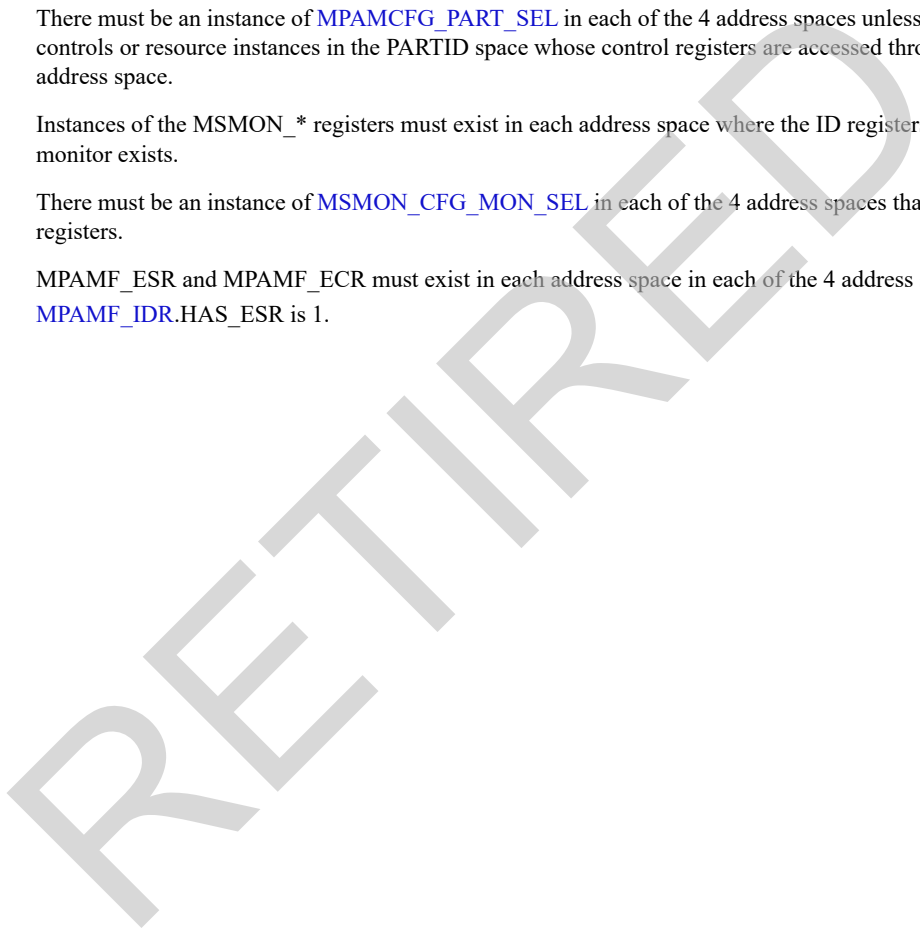 There must be an instance of MPAMCFG_PART_SEL in each of the 4 address spaces unless
controls or resource instances in the PARTID space whose control registers are accessed
address space.
Instances of the MSMON_* registers must exist in each address space where the ID
monitor exists.
There must be an instance of MSMON_CFG_MON_SEL in each of the 4 address spaces
registers.
MPAMF_ESR and MPAMF_ECR must exist in each address space in each of the 4 address
MPAMF_IDR.HAS_ESR is 1.
RETIRED